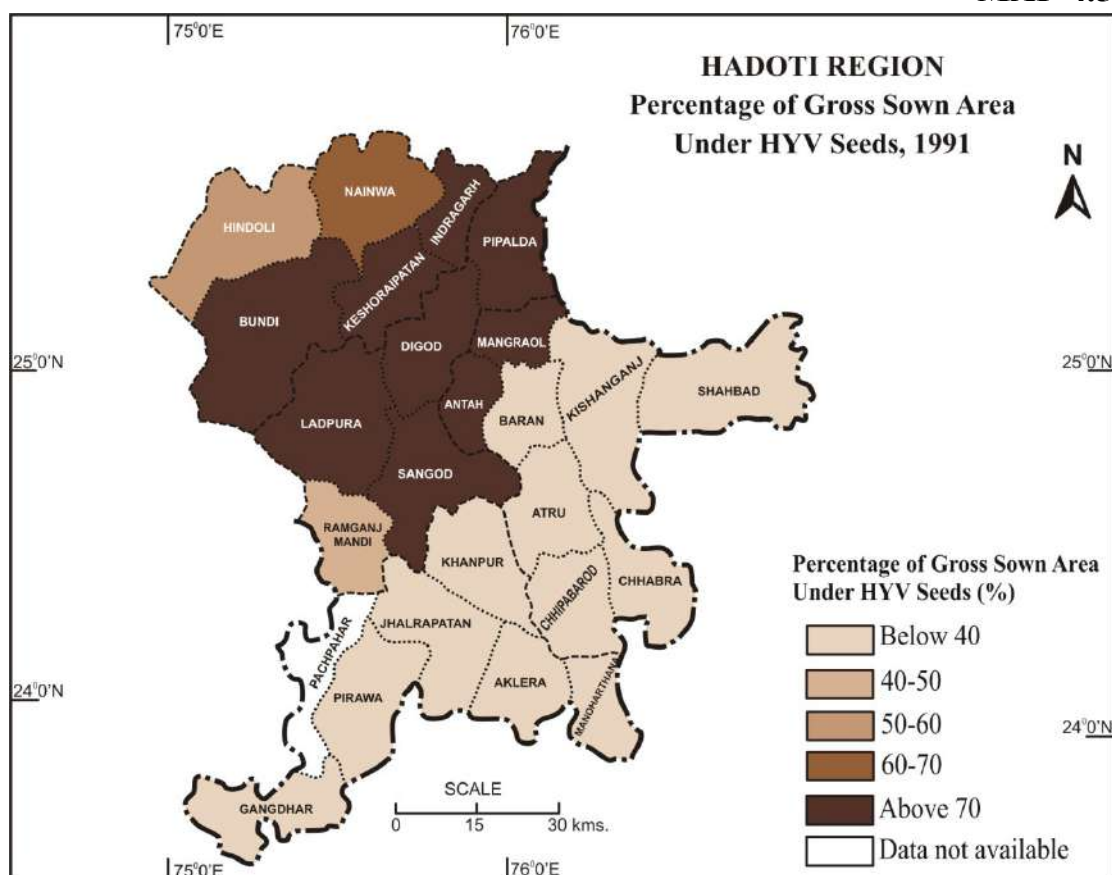 75°0'E
76°0'E
HADOTI REGION
Percentage of Gross Sown Area
Under HYV Seeds, 1991
N
NAINWA
HINDOLI
INDRAGARH
PIPALDA
KESHORAIPATAN
BUNDI
DIGOD
MANGRAOL
25°0'N
25°0'N
KISHANGANJ
SHAHBAD
ANTAH
BARAN
LADPURA
SANGOD
ATRU
RAMGANJ
MANDI
KHANPUR
CHHIPABAROD
CHHABRA
JHALRAPATAN
PACHPAHAR
PIRAWA
AKLERA
MANOHARTHANA
24°0'N
24°0'N
GANGDHAR
SCALE
0 15 30 kms.
Percentage of Gross Sown Area
Under HYV Seeds (%)
Below 40
40-50
50-60
60-70
Above 70
Data not available
75°0'E
76°0'E